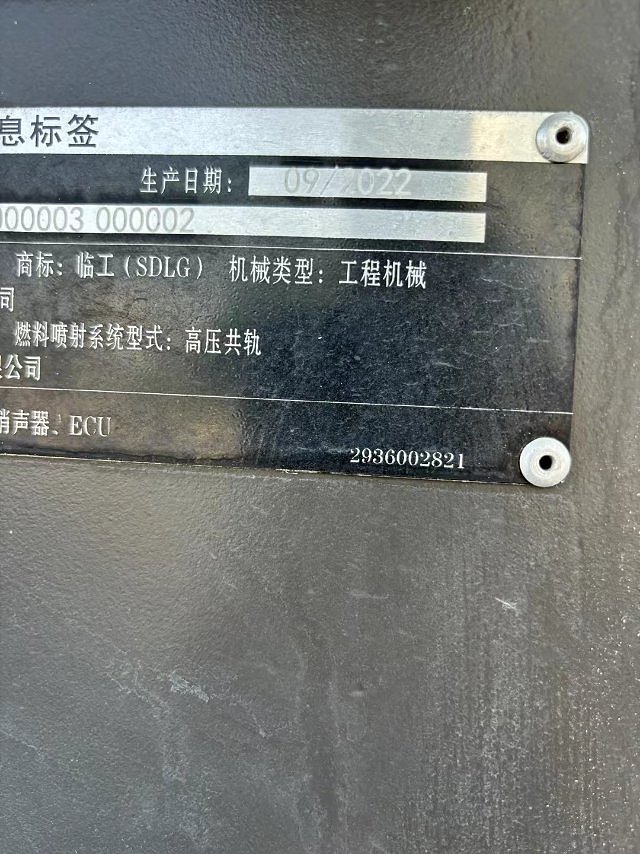 息标签
生产日期: 09/2022
000003 000002
商标: 临工(SDLG) 机械类型: 工程机械
司
燃料喷射系统型式: 高压共轨
公司
消声器、ECU
2936002821